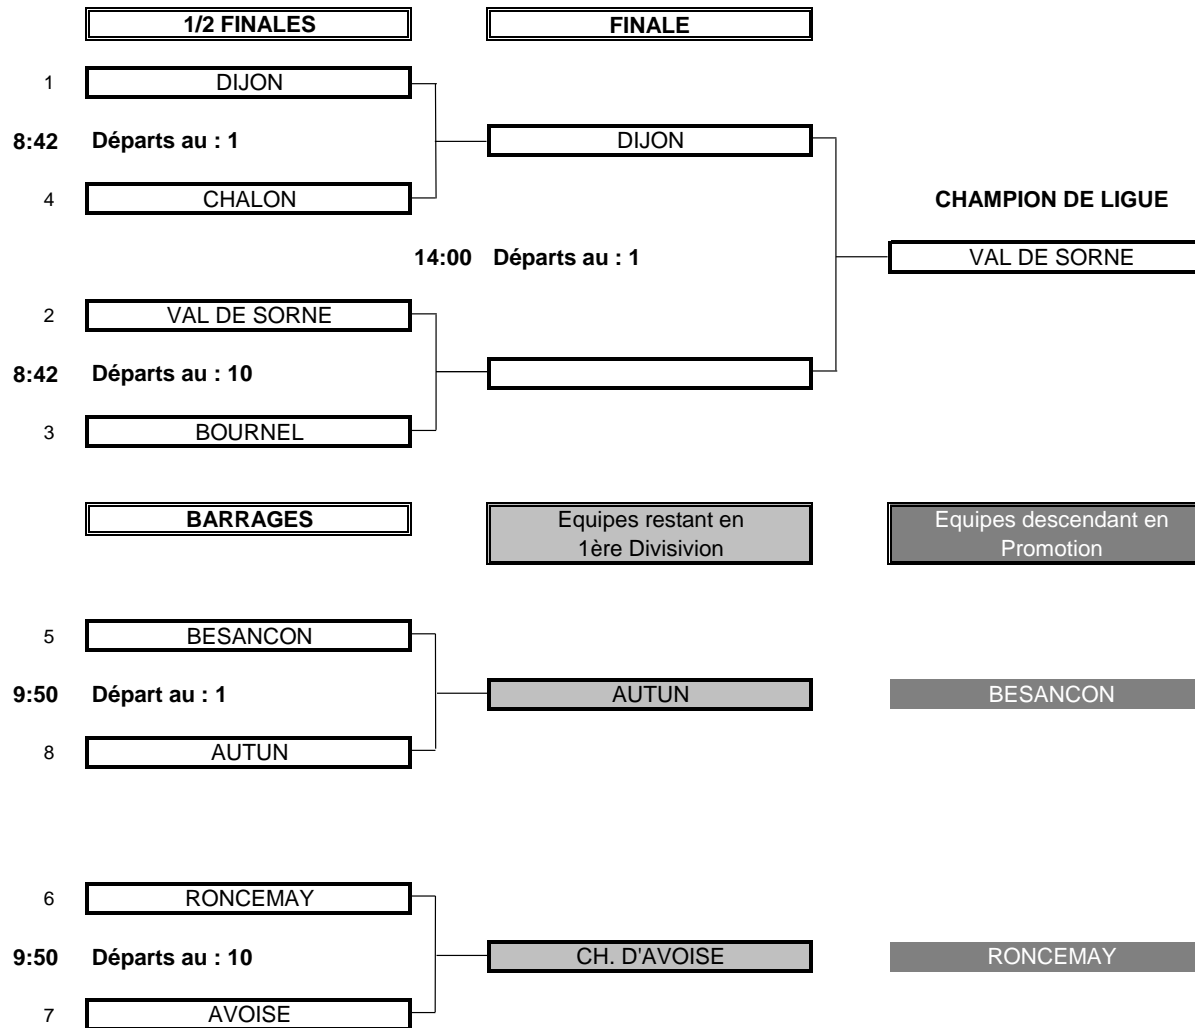 1/2 FINALES FINALE
1 DIJON
8:42 Départs au : 1 DIJON
4 CHALON CHAMPION DE LIGUE
14:00 Départs au : 1 VAL DE SORNE
2 VAL DE SORNE
8:42 Départs au : 10
3 BOURNEL
BARRAGES Equipes restant en Equipes descendant en
1ère Divisivion Promotion
5 BESANCON
9:50 Départ au : 1 AUTUN BESANCON
8 AUTUN
6 RONCEMAY
9:50 Départs au : 10 CH. D'AVOISE RONCEMAY
7 AVOISE